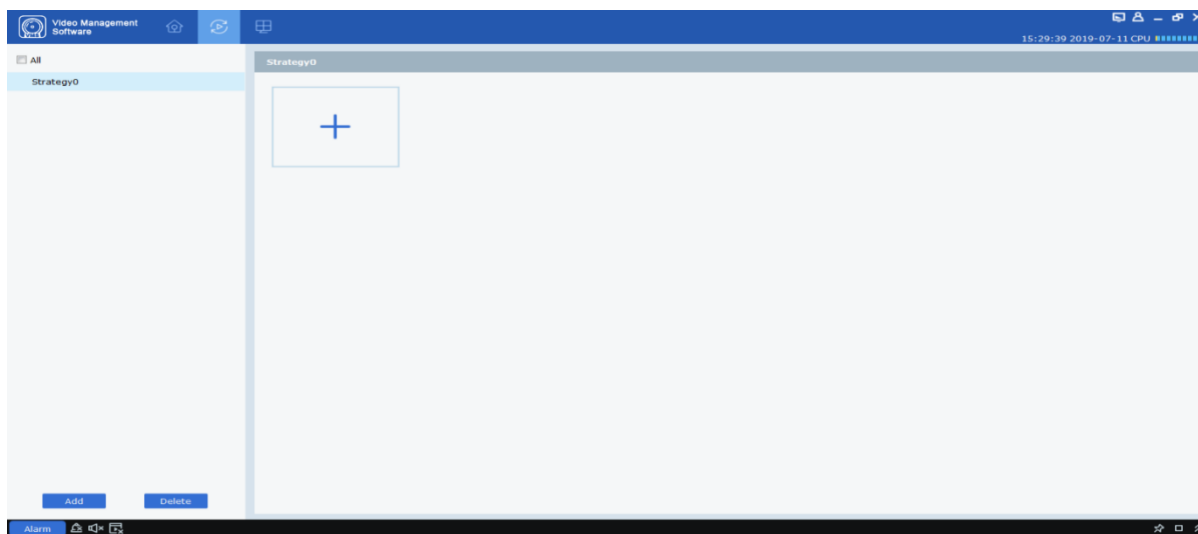 Video Management
Software
15:29:39 2019-07-11 CPU
All
Strategy0
Strategy0
Add
Delete
Alarm